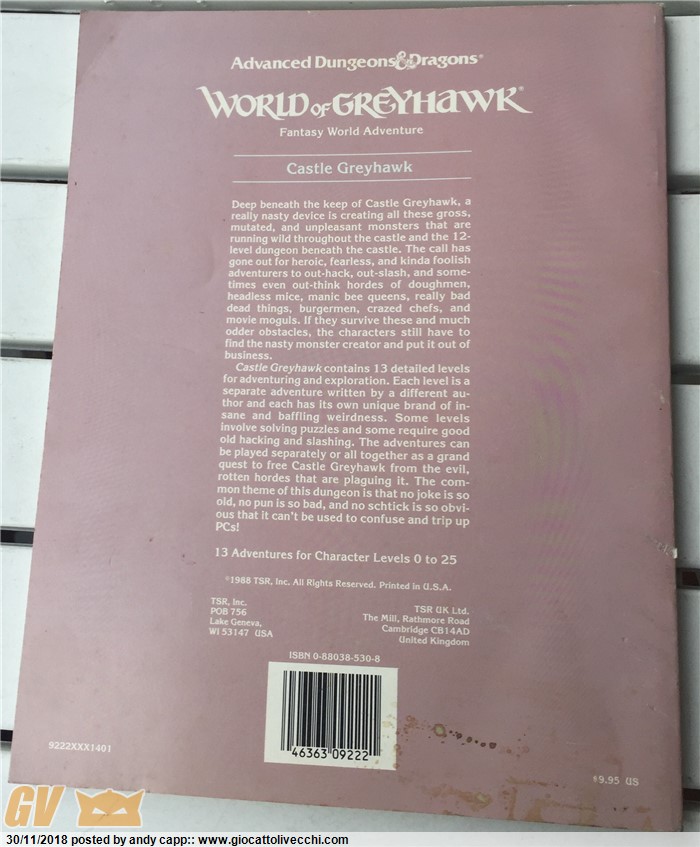 Advanced Dungeons & Dragons®
WORLD OF GREYHAWK®
Fantasy World Adventure
Castle Greyhawk
Deep beneath the keep of Castle Greyhawk, a
really nasty device is creating all these gross,
mutated, and unpleasant monsters that are
running wild throughout the castle and the 12-
level dungeon beneath the castle. The call has
gone out for heroic, fearless, and kinda foolish
adventurers to out-hack, out-slash, and some-
times even out-think hordes of doughmen,
headless mice, manic bee queens, really bad
dead things, burgermen, crazed chefs, and
movie moguls. If they survive these and much
odder obstacles, the characters still have to
find the nasty monster creator and put it out of
business.
Castle Greyhawk contains 13 detailed levels
for adventuring and exploration. Each level is a
separate adventure written by a different au-
thor and each has its own unique brand of in-
sane and baffling weirdness. Some levels
involve solving puzzles and some require good
old hacking and slashing. The adventures can
be played separately or all together as a grand
quest to free Castle Greyhawk from the evil,
rotten hordes that are plaguing it. The com-
mon theme of this dungeon is that no joke is so
old, no pun is so bad, and no schtick is so obvi-
ous that it can't be used to confuse and trip up
PCs!
13 Adventures for Character Levels 0 to 25
©1988 TSR, Inc. All Rights Reserved. Printed in U.S.A.
TSR, Inc.
POB 756
Lake Geneva,
WI 53147 USA
TSR UK Ltd.
The Mill, Rathmore Road
Cambridge CB14AD
United Kingdom
ISBN 0-88038-530-8
46363 09222
9222XXX1401
$9.95 US
GV
30/11/2018 posted by andy capp:: www.giocattolivecchi.com